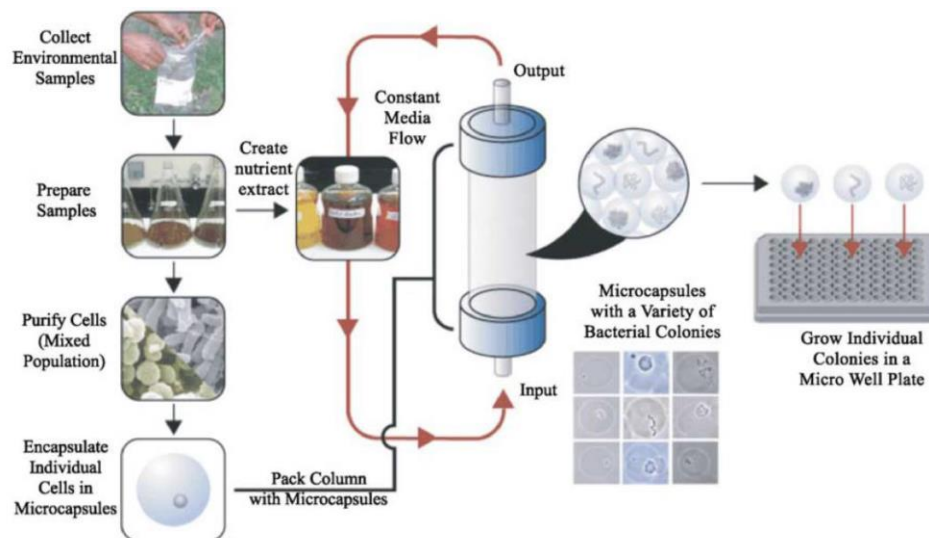 Collect
Environmental
Samples
Prepare
Samples
Create
nutrient
extract
Purify Cells
(Mixed
Population)
Encapsulate
Individual
Cells in
Microcapsules
Pack Column
with Microcapsules
Constant
Media
Flow
Output
Input
Microcapsules
with a Variety of
Bacterial Colonies
Grow Individual
Colonies in a
Micro Well Plate